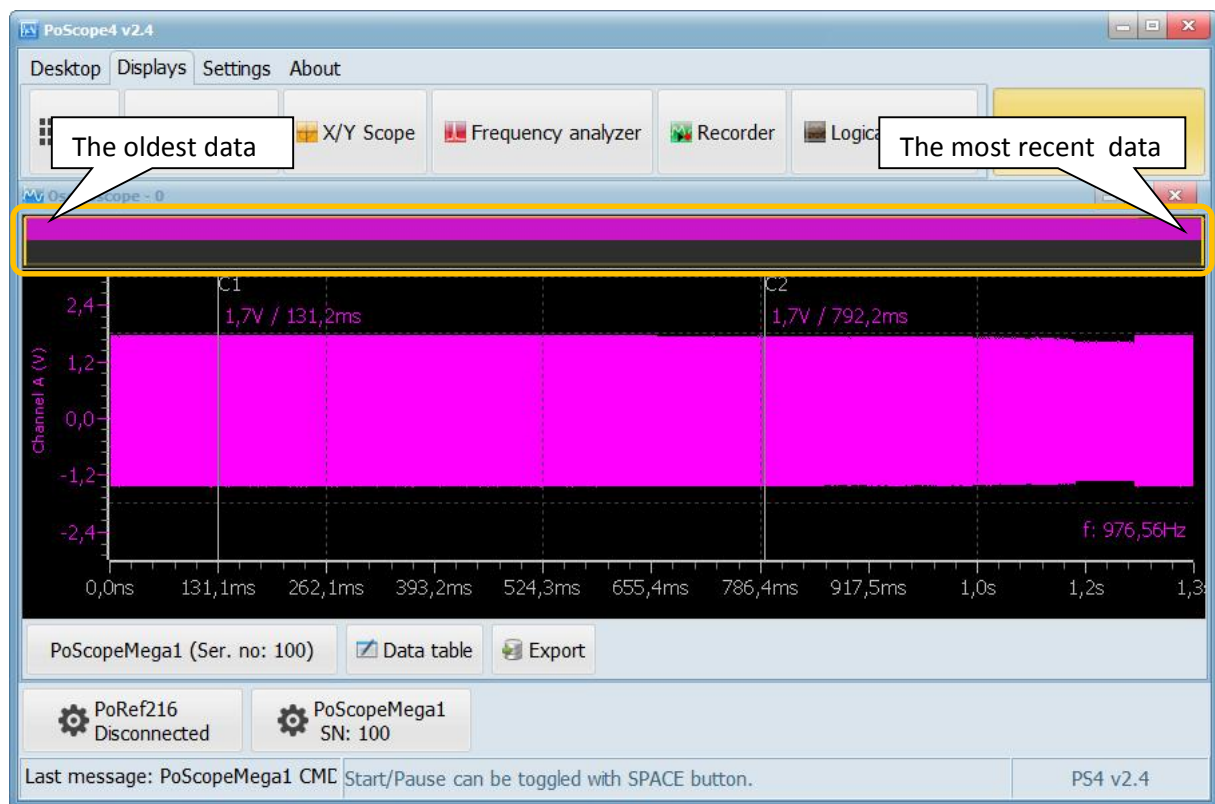 PoScope4 v2.4
Desktop Displays Settings About
X/Y Scope Frequency analyzer Recorder
The oldest data
The most recent data
- 0
C1 C2
1,7V / 131,2ms 1,7V / 792,2ms
Channel A (V)
2,4
1,2
0,0
-1,2
-2,4
f: 976,56Hz
0,0ns 131,1ms 262,1ms 393,2ms 524,3ms 655,4ms 786,4ms 917,5ms 1,0s 1,2s
PoScopeMega1 (Ser. no: 100) Data table Export
PoRef216
Disconnected
PoScopeMega1
SN: 100
Last message: PoScopeMega1 CMD Start/Pause can be toggled with SPACE button. PS4 v2.4